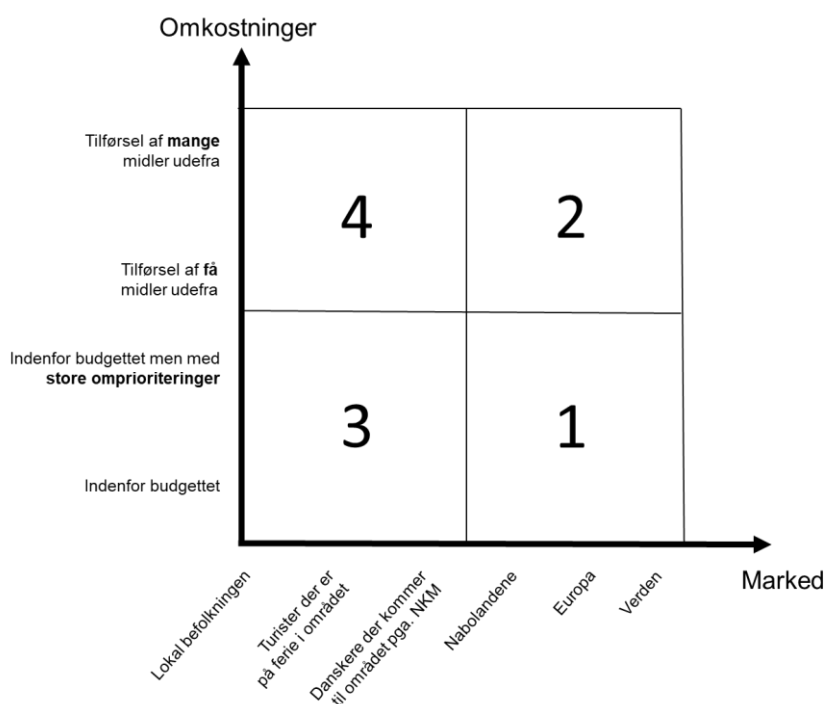 Omkostninger
Tilførsel af mange
midler udefra
4
2
Tilførsel af få
midler udefra
Indenfor budgettet men med
store omprioriteringer
3
1
Indenfor budgettet
Marked
Lokal befolkningen
Turister der er
på ferie i området
Danskere der kommer
til området pga. NKM
Nabolandene
Europa
Verden